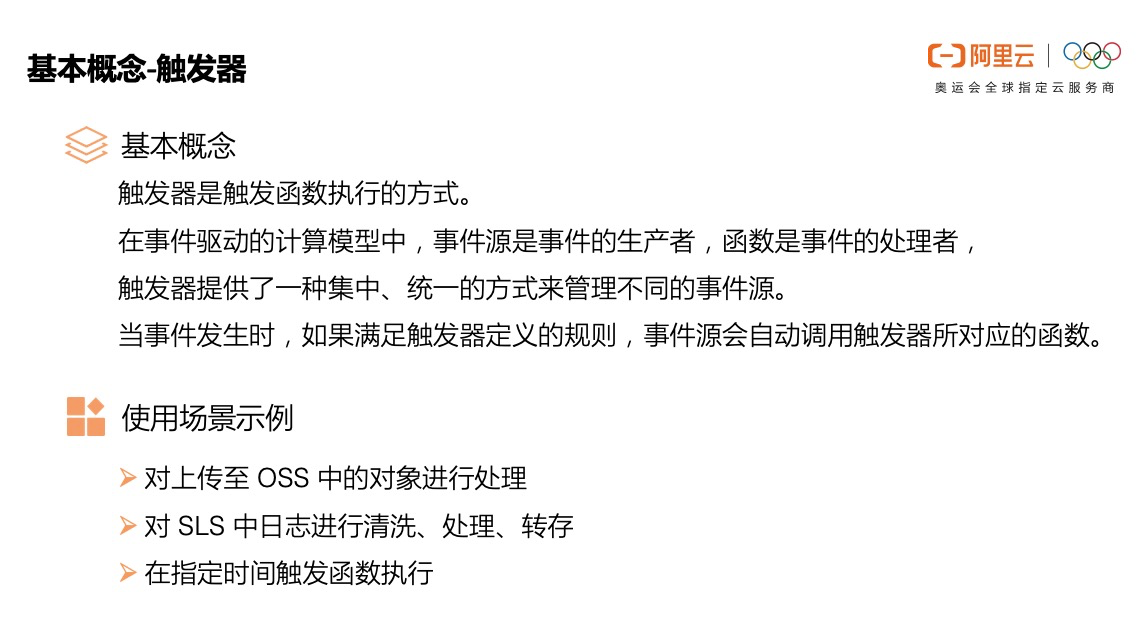 基本概念-触发器
阿里云
奥运会全球指定云服务商
基本概念
触发器是触发函数执行的方式。
在事件驱动的计算模型中，事件源是事件的生产者，函数是事件的处理者，
触发器提供了一种集中、统一的方式来管理不同的事件源。
当事件发生时，如果满足触发器定义的规则，事件源会自动调用触发器所对应的函数。
使用场景示例
➢ 对上传至 OSS 中的对象进行处理
➢ 对 SLS 中日志进行清洗、处理、转存
➢ 在指定时间触发函数执行